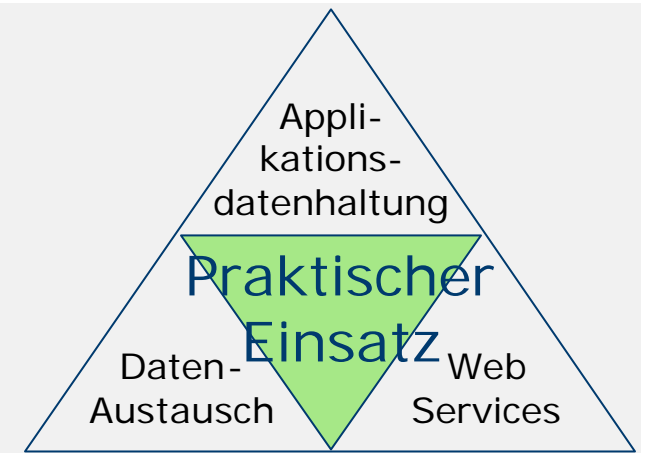 Appli-
kations-
datenhaltung
Praktischer
Einsatz
Daten-
Austausch
Web
Services